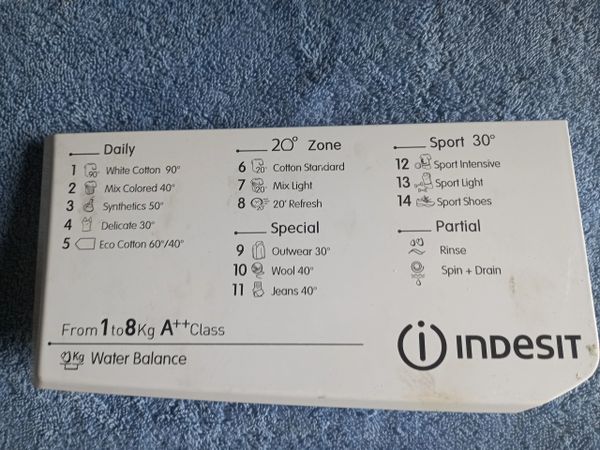 Daily
1 White Cotton 90°
2 Mix Colored 40°
3 Synthetics 50°
4 Delicate 30°
5 Eco Cotton 60°/40°
20° Zone
6 20° Cotton Standard
7 20° Mix Light
8 20' Refresh
Special
9 Outwear 30°
10 Wool 40°
11 Jeans 40°
Sport 30°
12 Sport Intensive
13 Sport Light
14 Sport Shoes
Partial
Rinse
Spin + Drain
From 1 to 8Kg A++ Class
Kg Water Balance
i INDESIT